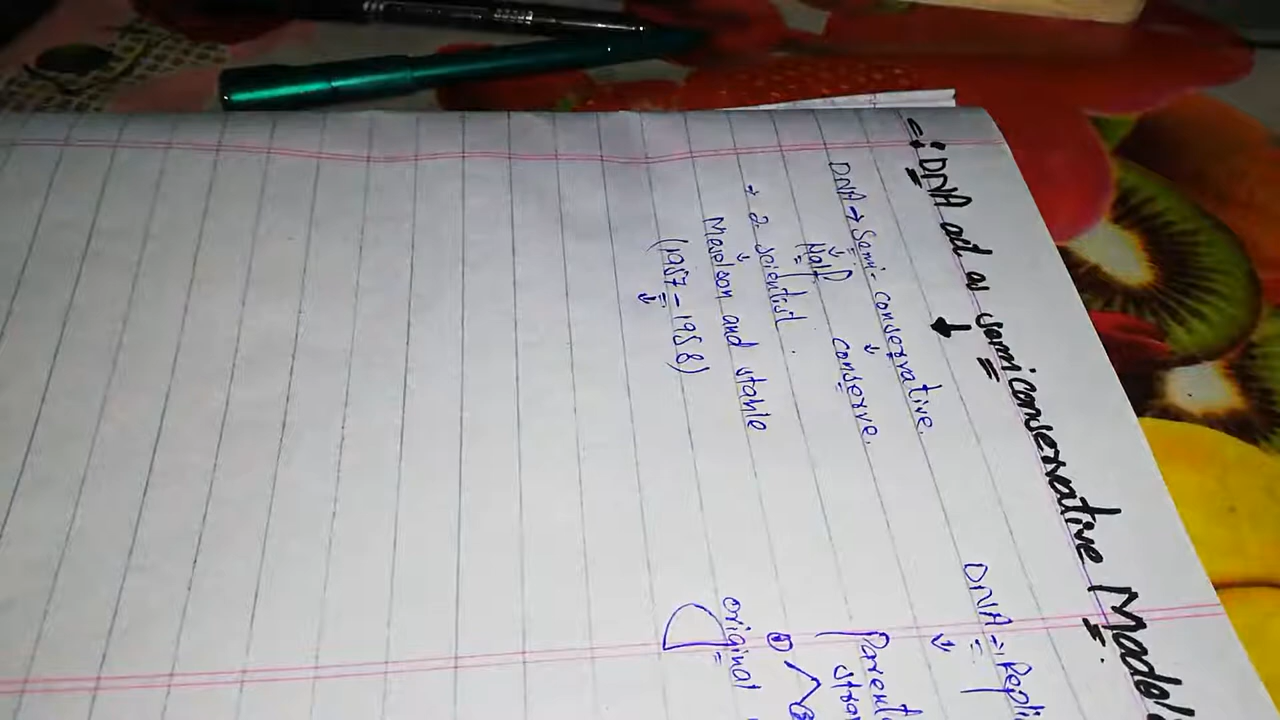 =: DNA act as semiconservative Model
DNA → Semi- conservative.
Half conserve.
→ 2 scientist.
Meselson and stahle
(1957 - 1958)
DNA =
Parent
①
original